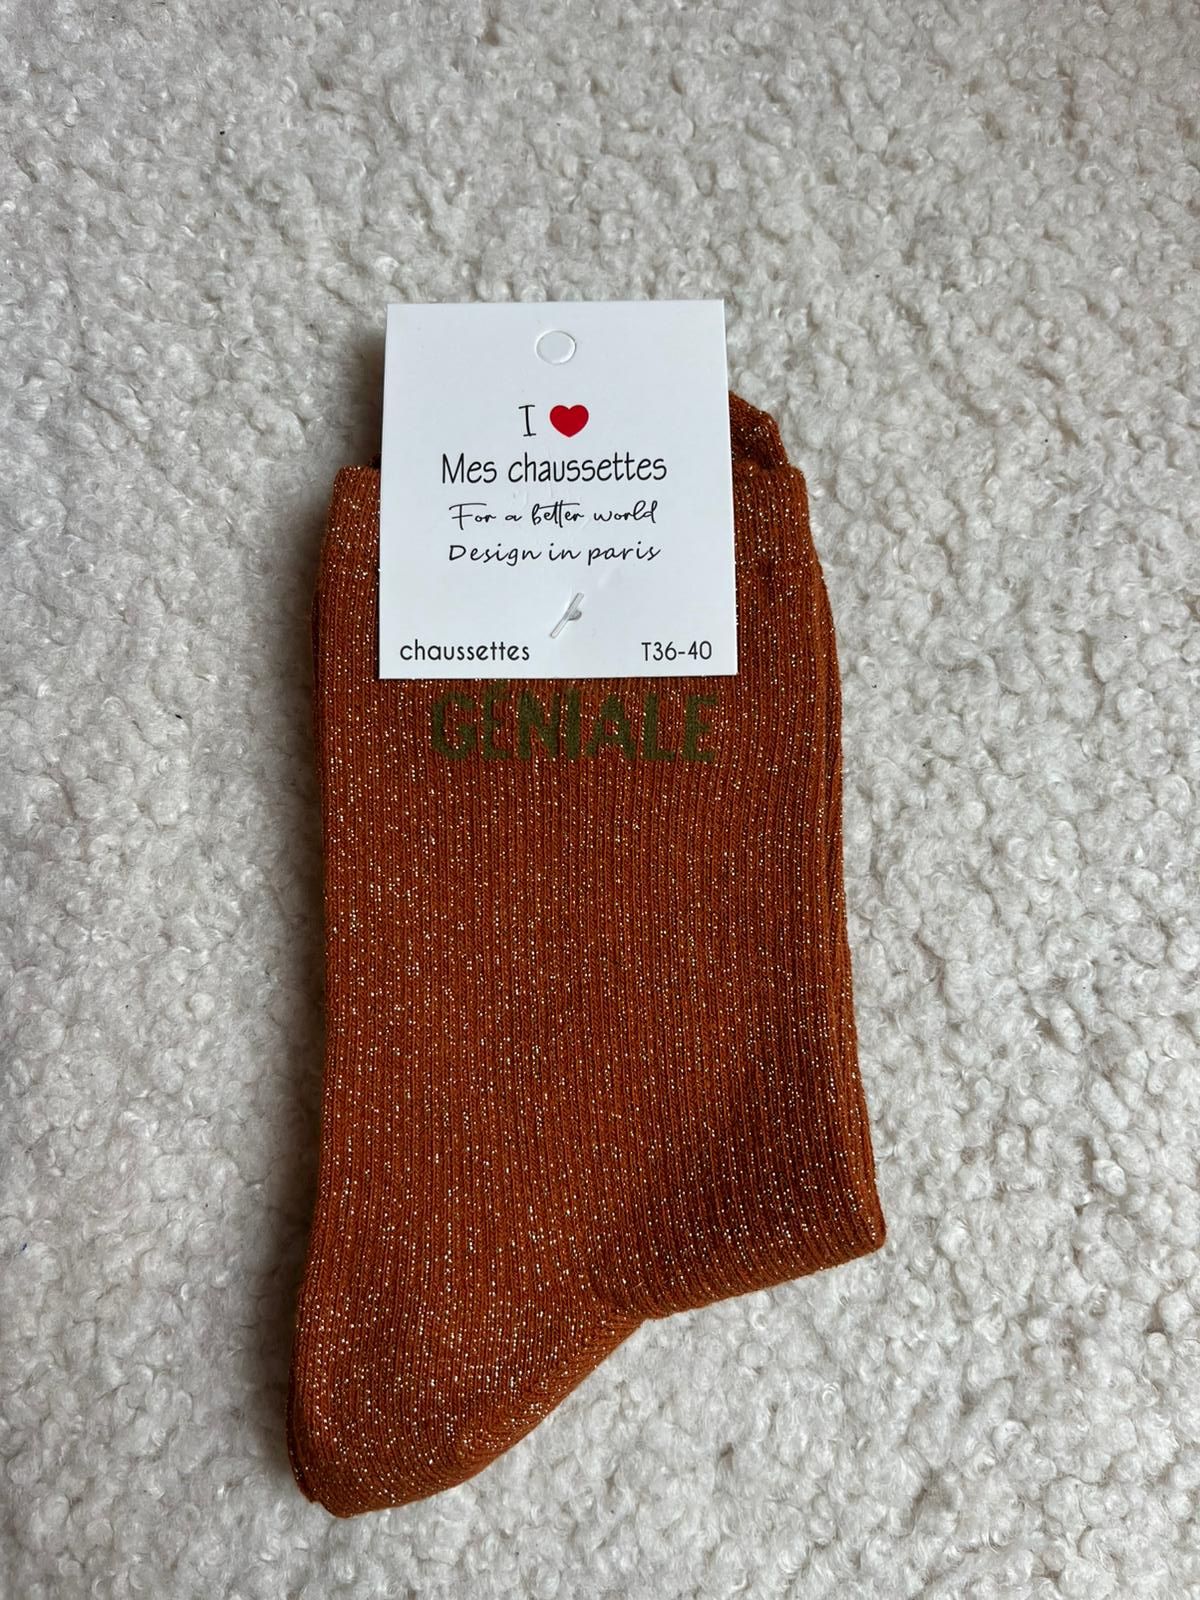 I ❤
Mes chaussettes
For a better world
Design in paris
chaussettes T36-40
GÉNIALE